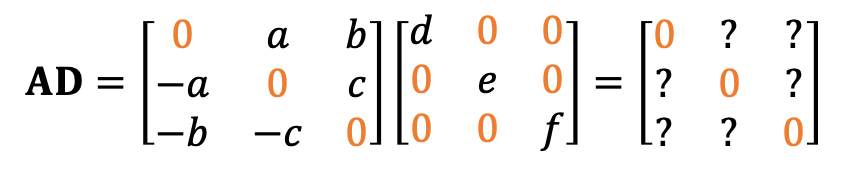 0 a b d 0 0 0 ? ?
AD = −a 0 c 0 e 0 = ? 0 ?
−b −c 0 0 0 f ? ? 0